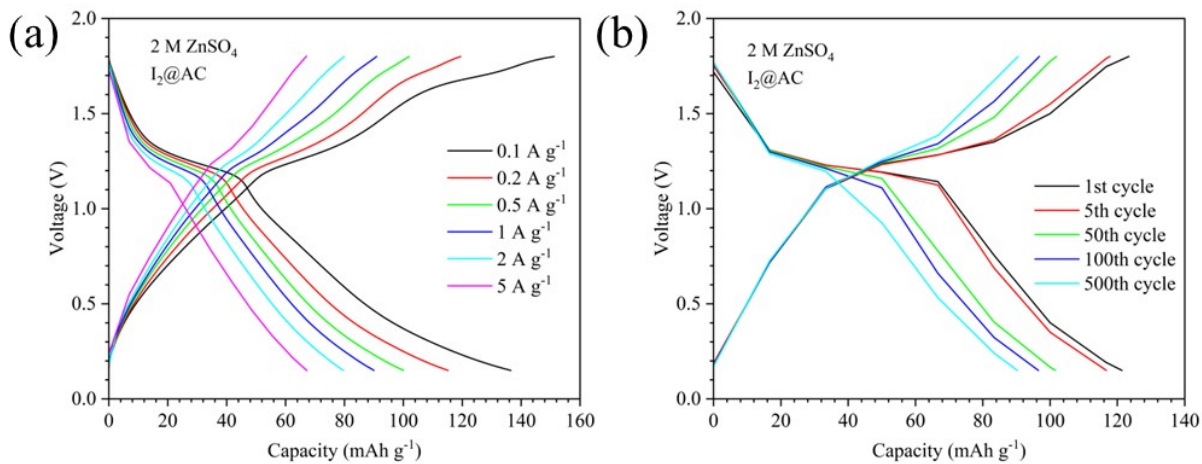 (a)
2.0
1.5
1.0
0.5
0.0
Voltage (V)
2 M ZnSO₄
I₂@AC
0.1 A g⁻¹
0.2 A g⁻¹
0.5 A g⁻¹
1 A g⁻¹
2 A g⁻¹
5 A g⁻¹
0 20 40 60 80 100 120 140 160
Capacity (mAh g⁻¹)
(b)
2.0
1.5
1.0
0.5
0.0
Voltage (V)
2 M ZnSO₄
I₂@AC
1st cycle
5th cycle
50th cycle
100th cycle
500th cycle
0 20 40 60 80 100 120 140
Capacity (mAh g⁻¹)